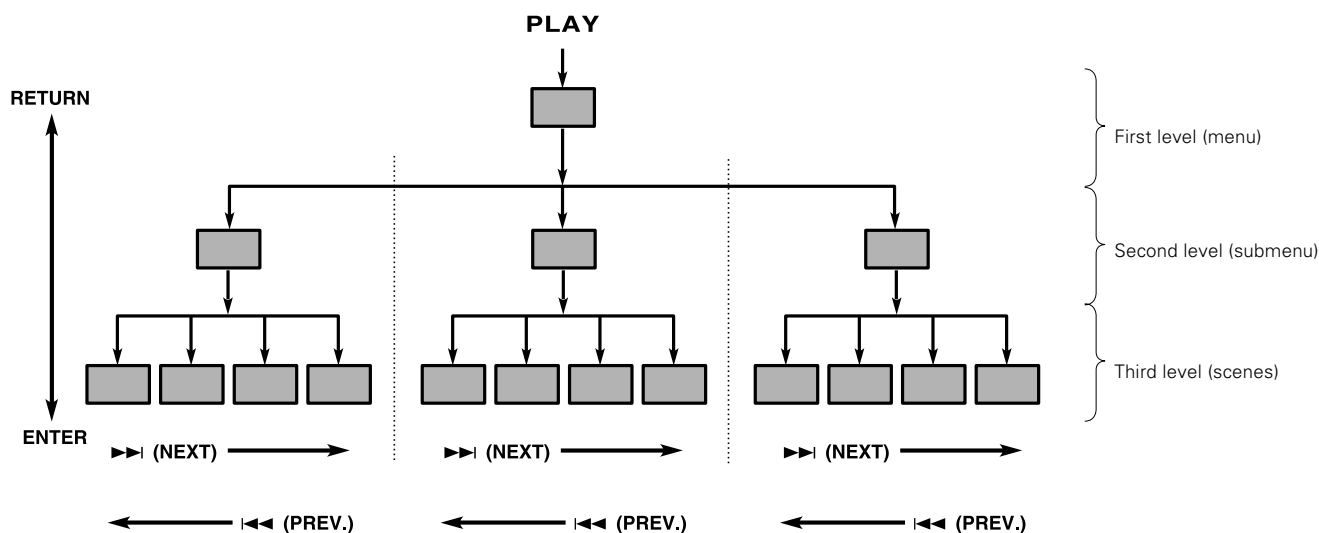 PLAY
RETURN
First level (menu)
Second level (submenu)
Third level (scenes)
ENTER
►►I (NEXT)
►►I (NEXT)
►►I (NEXT)
I◄◄ (PREV.)
I◄◄ (PREV.)
I◄◄ (PREV.)